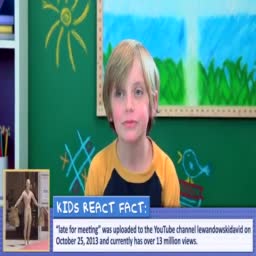 KIDS REACT FACT:
"late for meeting" was uploaded to the YouTube channel lewandowskidavid on
October 25, 2013 and currently has over 13 million views.